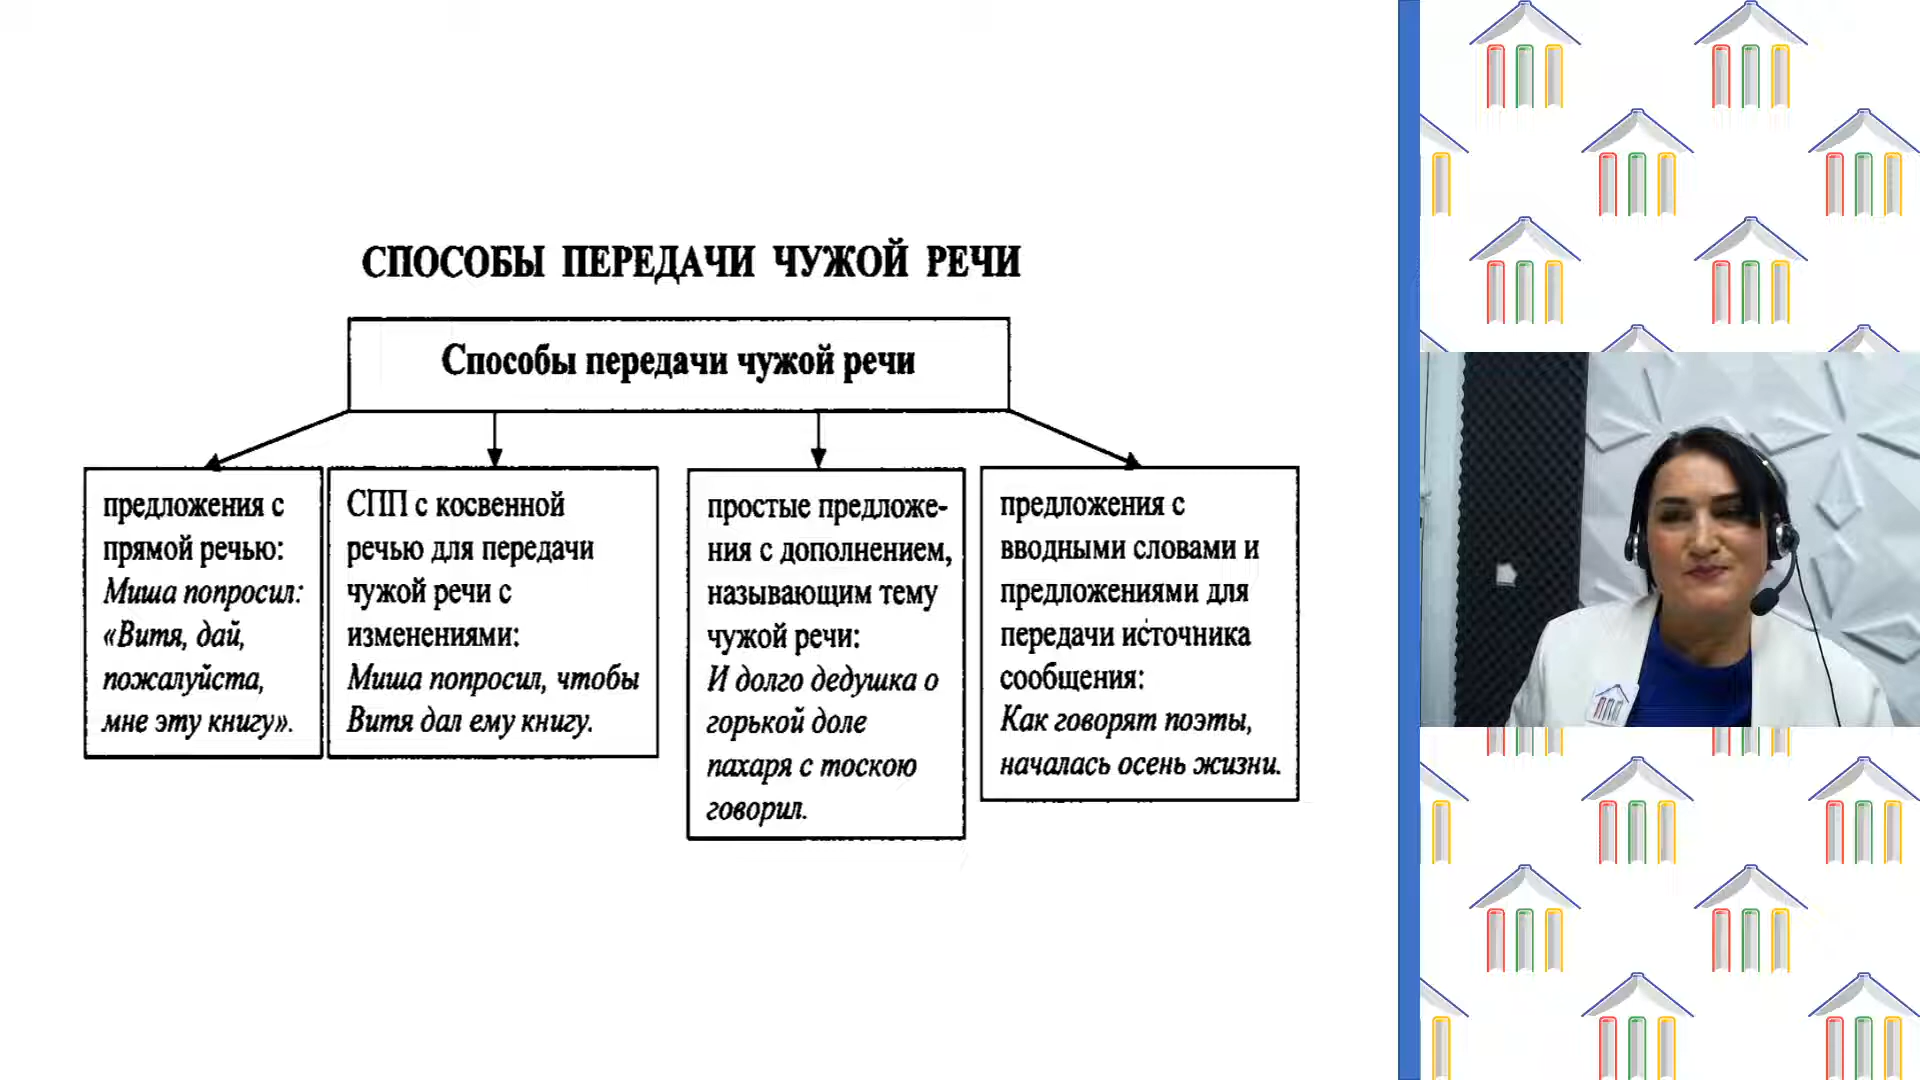 СПОСОБЫ ПЕРЕДАЧИ ЧУЖОЙ РЕЧИ
Способы передачи чужой речи
предложения с
прямой речью:
Миша попросил:
«Витя, дай,
пожалуйста,
мне эту книгу».
СПП с косвенной
речью для передачи
чужой речи с
изменениями:
Миша попросил, чтобы
Витя дал ему книгу.
простые предложе-
ния с дополнением,
называющим тему
чужой речи:
И долго дедушка о
горькой доле
пахаря с тоскою
говорил.
предложения с
вводными словами и
предложениями для
передачи источника
сообщения:
Как говорят поэты,
началась осень жизни.